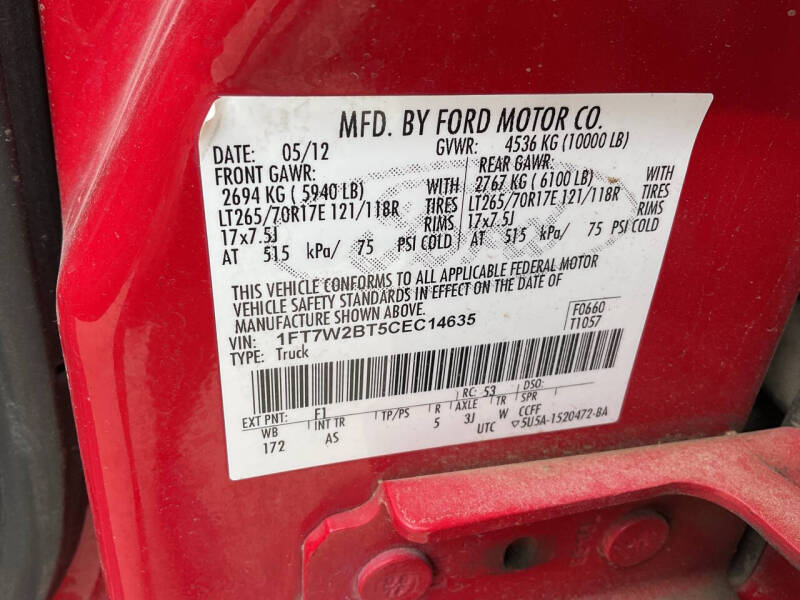 MFD. BY FORD MOTOR CO.
DATE: 05/12 GVWR: 4536 KG (10000 LB)
FRONT GAWR: REAR GAWR:
2694 KG ( 5940 LB) WITH 2767 KG ( 6100 LB) WITH
LT265/70R17E 121/118R TIRES LT265/70R17E 121/118R TIRES
17x7.5J RIMS 17x7.5J RIMS
AT 515 kPa/ 75 PSI COLD AT 515 kPa/ 75 PSI COLD
THIS VEHICLE CONFORMS TO ALL APPLICABLE FEDERAL MOTOR
VEHICLE SAFETY STANDARDS IN EFFECT ON THE DATE OF
MANUFACTURE SHOWN ABOVE.
VIN: 1FT7W2BT5CEC14635 F0660
TYPE: Truck T1057
EXT PNT: F1 RC: 53 DSO:
WB INT TR TP/PS R AXLE TR SPR
172 AS 5 3J W CCFF
UTC ▽5U5A-1520472-BA